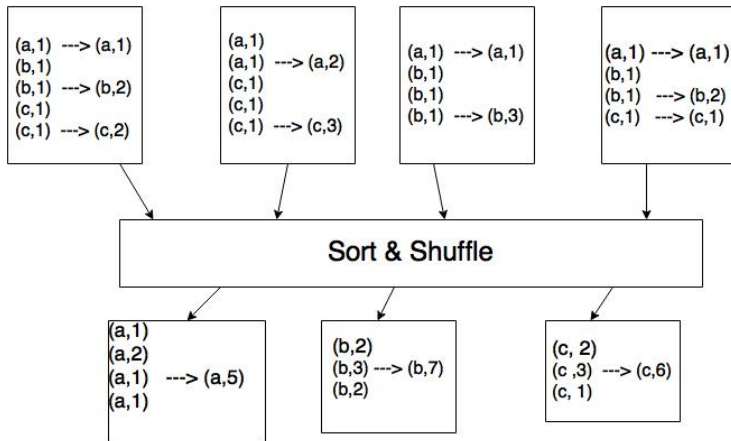 (a,1) ---> (a,1)
(b,1)
(b,1) ---> (b,2)
(c,1)
(c,1) ---> (c,2)
(a,1)
(a,1) ---> (a,2)
(c,1)
(c,1)
(c,1) ---> (c,3)
(a,1) ---> (a,1)
(b,1)
(b,1)
(b,1) ---> (b,3)
(a,1) ---> (a,1)
(b,1)
(b,1) ---> (b,2)
(c,1) ---> (c,1)
Sort & Shuffle
(a,1)
(a,2)
(a,1) ---> (a,5)
(a,1)
(b,2)
(b,3) ---> (b,7)
(b,2)
(c, 2)
(c ,3) ---> (c,6)
(c, 1)